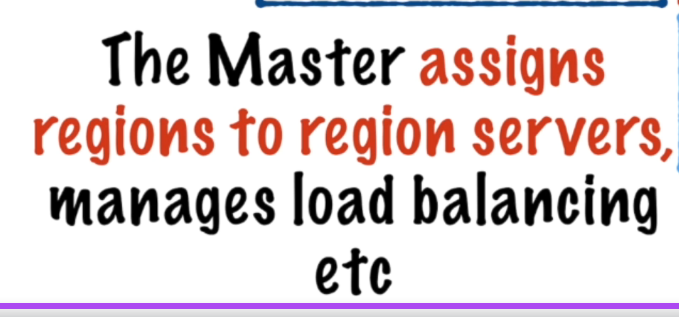 The Master assigns
regions to region servers,
manages load balancing
etc